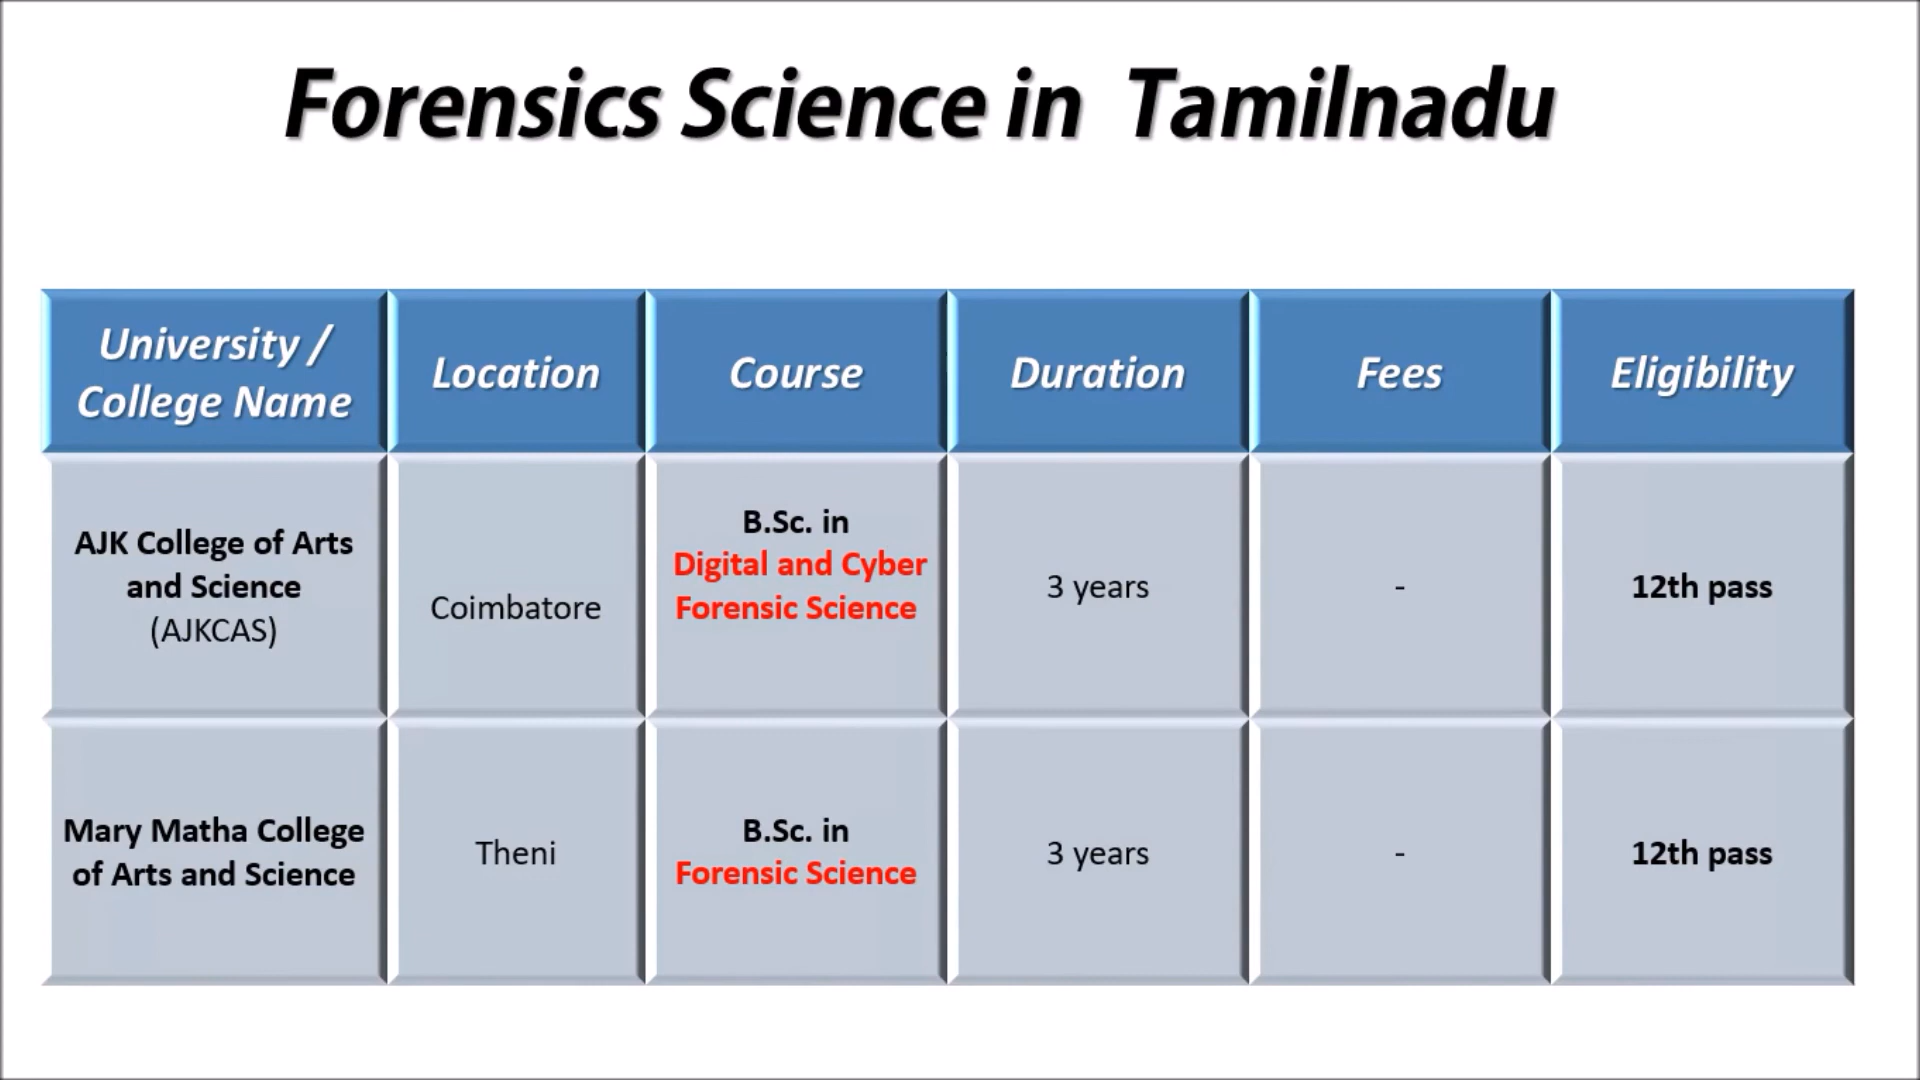 Forensics Science in Tamilnadu
University /
College Name
Location
Course
Duration
Fees
Eligibility
AJK College of Arts
and Science
(AJKCAS)
Coimbatore
B.Sc. in
Digital and Cyber
Forensic Science
3 years
-
12th pass
Mary Matha College
of Arts and Science
Theni
B.Sc. in
Forensic Science
3 years
-
12th pass